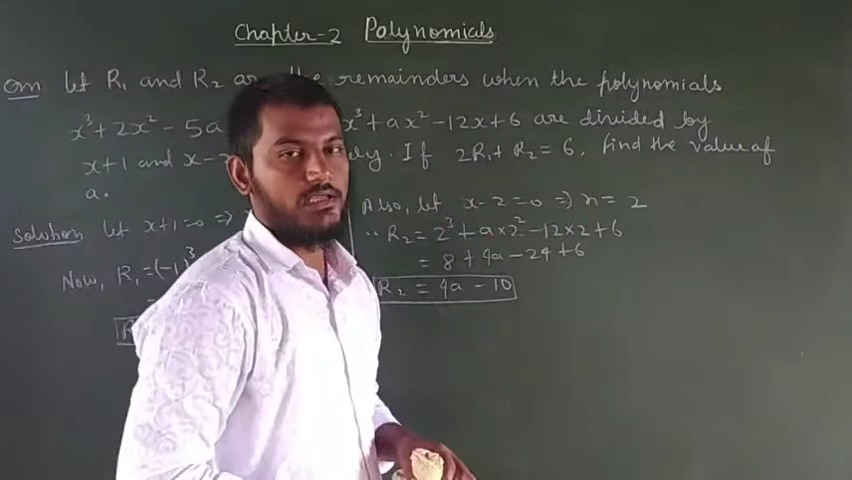 Chapter-2 Polynomials
Qm Let R₁ and R₂ are the remainders when the polynomials
x³+2x²-5a x³+ax²-12x+6 are divided by
x+1 and x-2 ely. If 2R₁+R₂=6, Find the value of
a.
Solution Let x+1=0 ⇒
Now, R₁=(-1)³
Also, let x-2=0 ⇒ x=2
∴ R₂=2³+a×2²-12×2+6
= 8+4a-24+6
R₂ = 4a-10